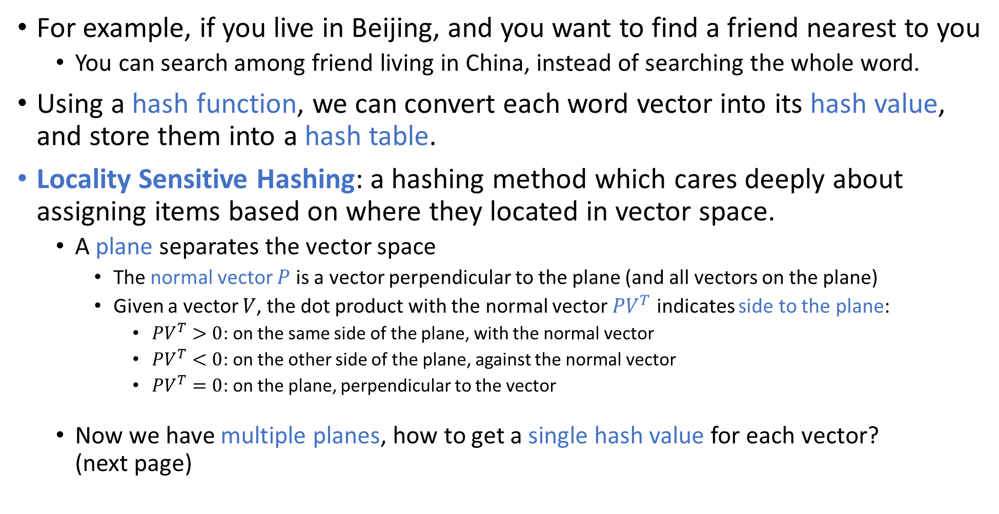 • For example, if you live in Beijing, and you want to find a friend nearest to you
• You can search among friend living in China, instead of searching the whole word.
• Using a hash function, we can convert each word vector into its hash value,
and store them into a hash table.
• Locality Sensitive Hashing: a hashing method which cares deeply about
assigning items based on where they located in vector space.
• A plane separates the vector space
• The normal vector P is a vector perpendicular to the plane (and all vectors on the plane)
• Given a vector V, the dot product with the normal vector PV^T indicates side to the plane:
• PV^T > 0: on the same side of the plane, with the normal vector
• PV^T < 0: on the other side of the plane, against the normal vector
• PV^T = 0: on the plane, perpendicular to the vector
• Now we have multiple planes, how to get a single hash value for each vector?
(next page)